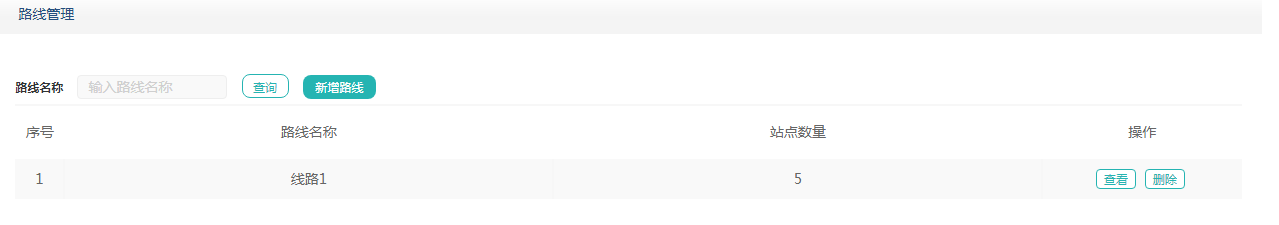 路线管理
路线名称 输入路线名称 查询 新增路线
序号 路线名称 站点数量 操作
1 线路1 5 查看 删除